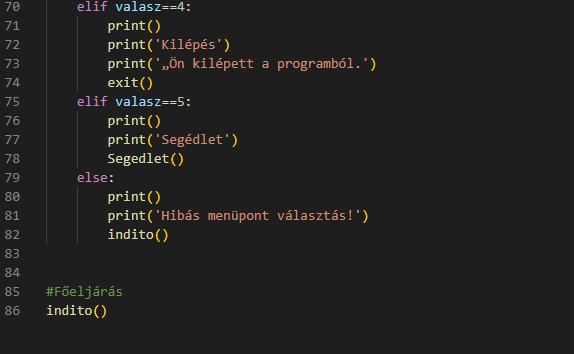 70 elif valasz==4:
71 print()
72 print('Kilépés')
73 print('„Ön kilépett a programból.')
74 exit()
75 elif valasz==5:
76 print()
77 print('Segédlet')
78 Segedlet()
79 else:
80 print()
81 print('Hibás menüpont választás!')
82 indito()
83
84
85 #Főeljárás
86 indito()